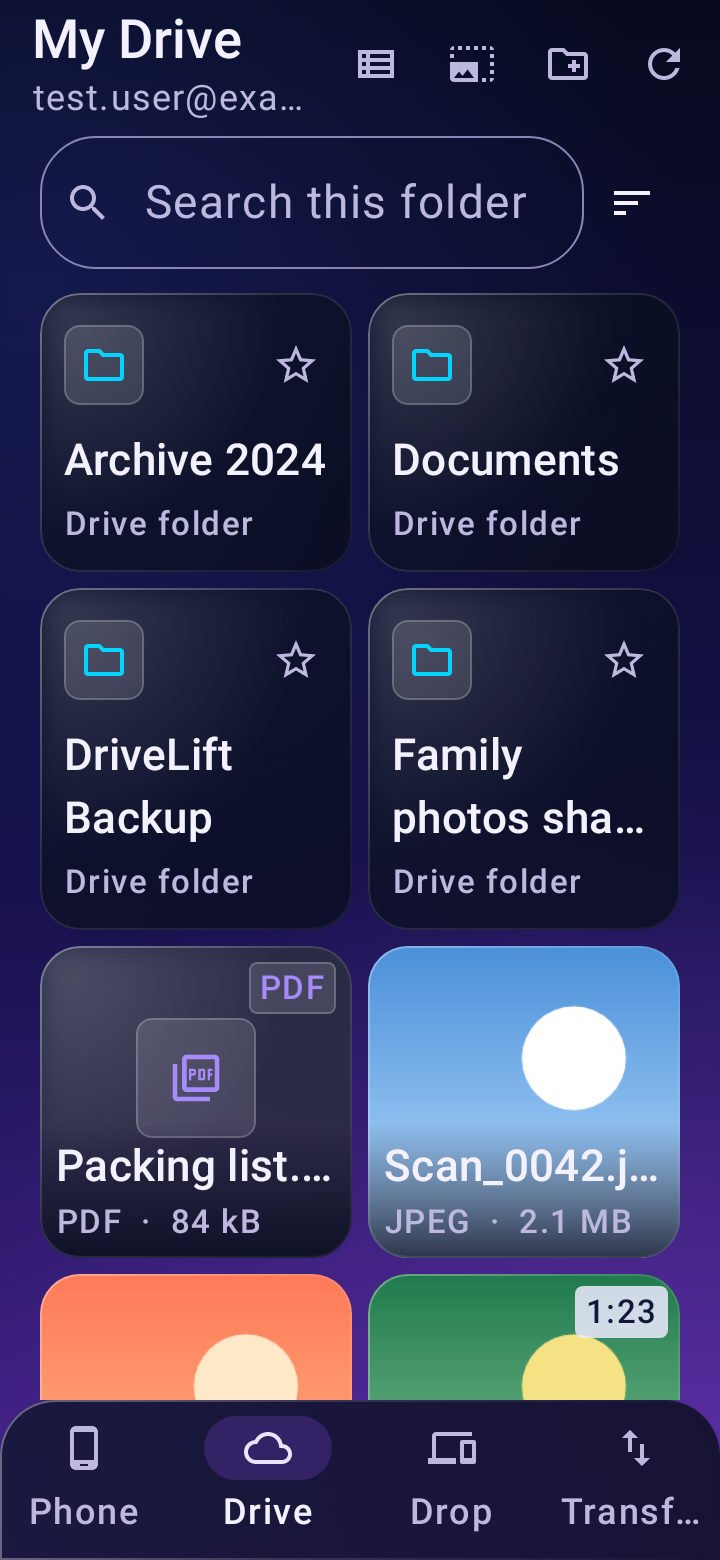 My Drive
test.user@exa…
Search this folder
Archive 2024
Drive folder
Documents
Drive folder
DriveLift
Backup
Drive folder
Family
photos sha…
Drive folder
PDF
PDF
Packing list.…
PDF · 84 kB
Scan_0042.j…
JPEG · 2.1 MB
1:23
Phone
Drive
Drop
Transf…